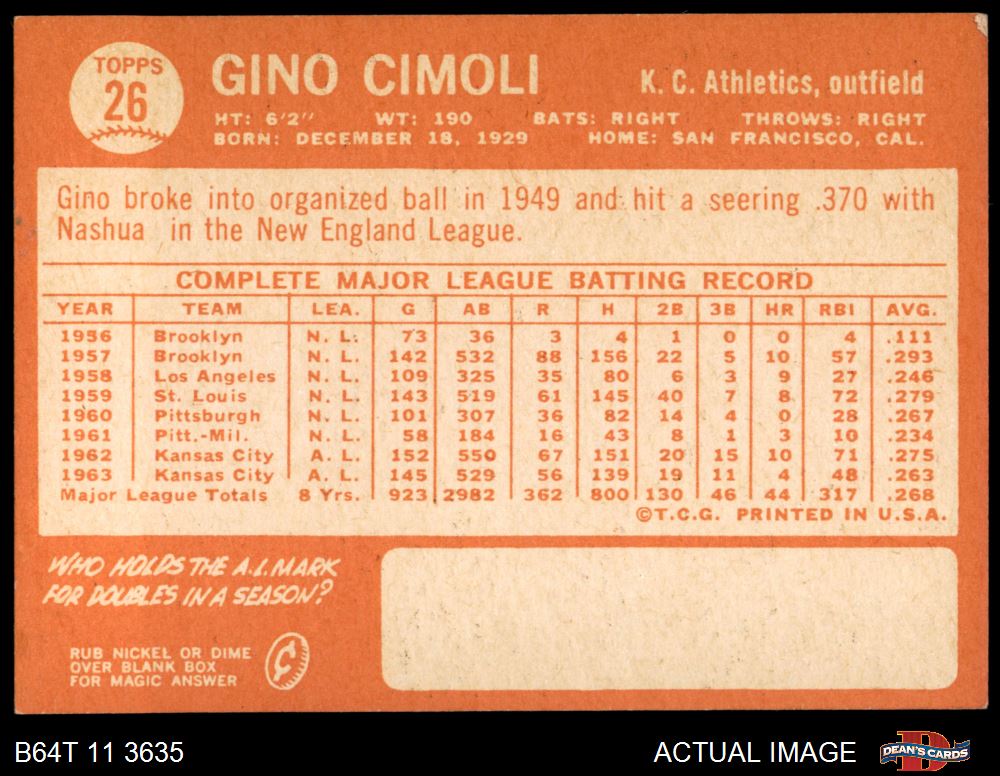 TOPPS
26
GINO CIMOLI
K. C. Athletics, outfield
HT: 6'2" WT: 190 BATS: RIGHT THROWS: RIGHT
BORN: DECEMBER 18, 1929 HOME: SAN FRANCISCO, CAL.
Gino broke into organized ball in 1949 and hit a seering .370 with
Nashua in the New England League.
COMPLETE MAJOR LEAGUE BATTING RECORD
YEAR TEAM LEA. G AB R H 2B 3B HR RBI AVG.
1956 Brooklyn N. L. 73 36 3 4 1 0 0 4 .111
1957 Brooklyn N. L. 142 532 88 156 22 5 10 57 .293
1958 Los Angeles N. L. 109 325 35 80 6 3 9 27 .246
1959 St. Louis N. L. 143 519 61 145 40 7 8 72 .279
1960 Pittsburgh N. L. 101 307 36 82 14 4 0 28 .267
1961 Pitt.-Mil. N. L. 58 184 16 43 8 1 3 10 .234
1962 Kansas City A. L. 152 550 67 151 20 15 10 71 .275
1963 Kansas City A. L. 145 529 56 139 19 11 4 48 .263
Major League Totals 8 Yrs. 923 2982 362 800 130 46 44 317 .268
©T.C.G. PRINTED IN U.S.A.
WHO HOLDS THE A.L. MARK
FOR DOUBLES IN A SEASON?
RUB NICKEL OR DIME
OVER BLANK BOX
FOR MAGIC ANSWER
¢
B64T 11 3635
ACTUAL IMAGE
D
DEAN'S CARDS